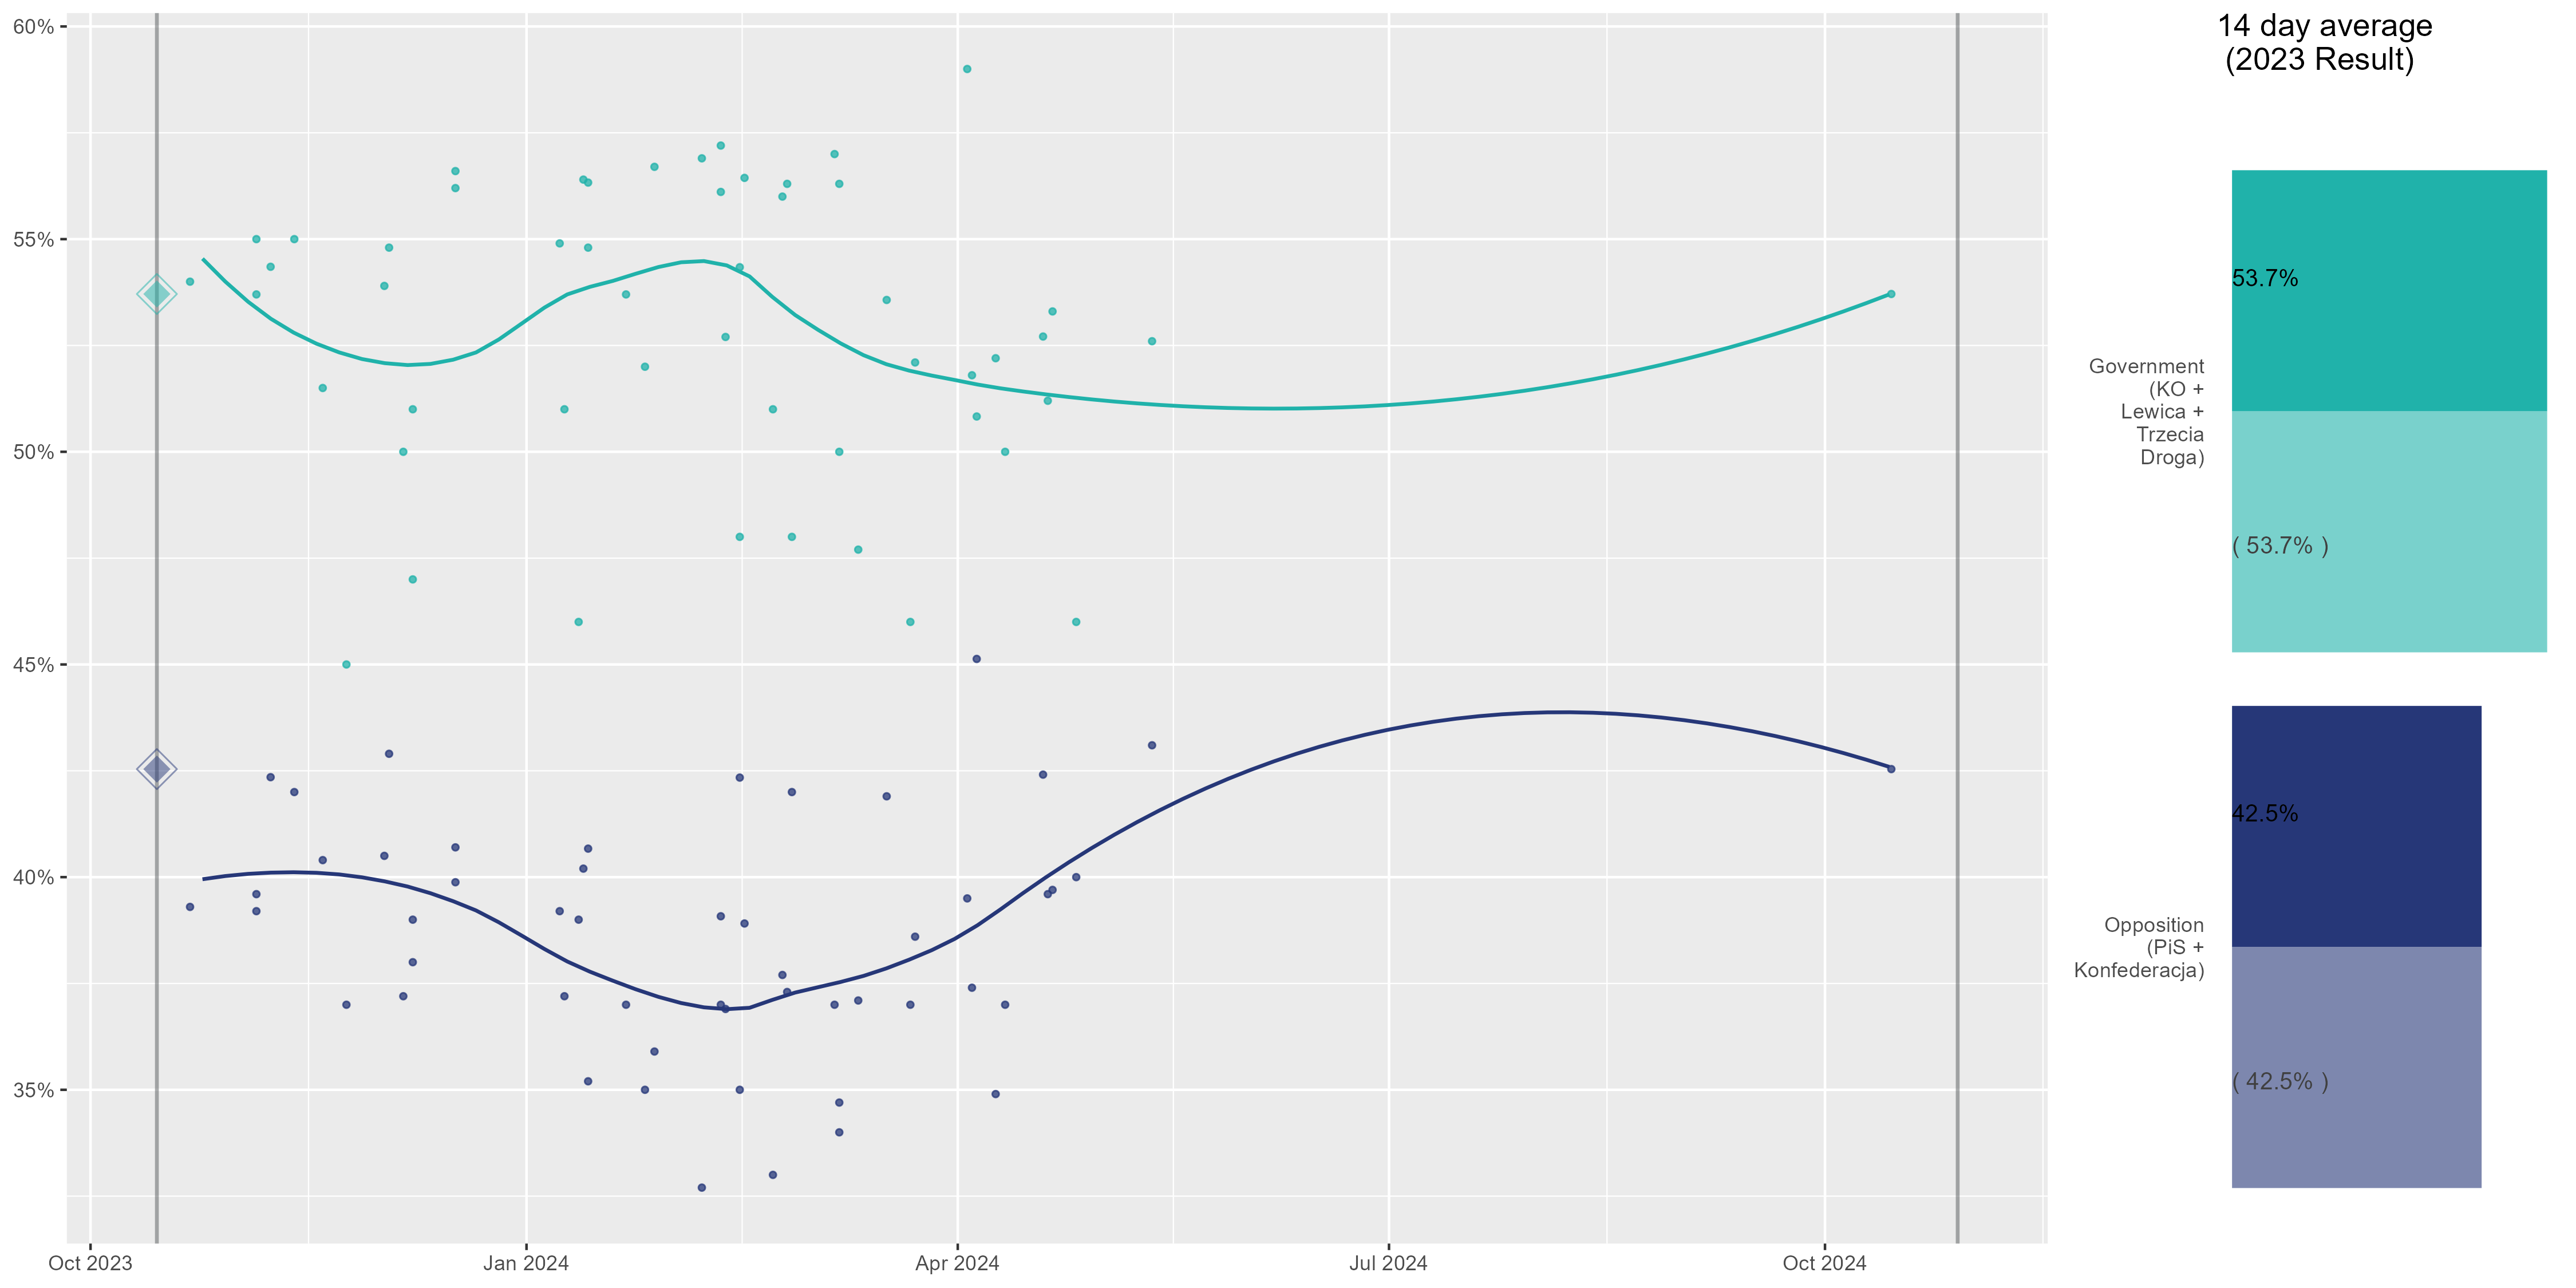 14 day average
(2023 Result)
60%
55%
50%
45%
40%
35%
Oct 2023
Jan 2024
Apr 2024
Jul 2024
Oct 2024
Government
(KO +
Lewica +
Trzecia
Droga)
53.7%
( 53.7% )
Opposition
(PiS +
Konfederacja)
42.5%
( 42.5% )